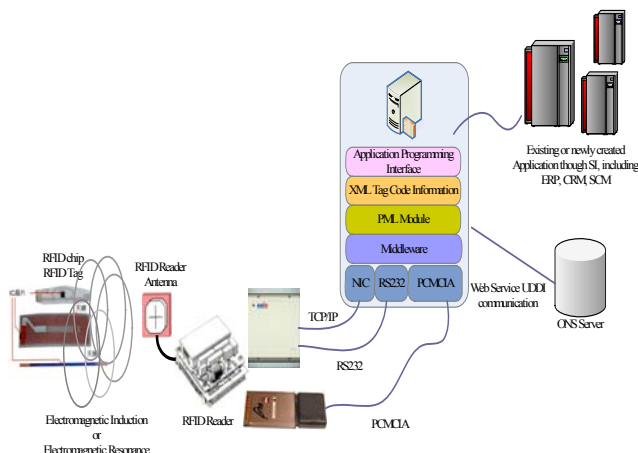 Existing or newly created
Application though SI, including
ERP, CRM, SCM
Application Programming
Interface
XML Tag Code Information
PML Module
Middleware
NIC
RS232
PCMCIA
RFID chip
RFID Tag
RFID Reader
Antenna
TCP/IP
RS232
Web Service UDDI
communication
ONS Server
Electromagnetic Induction
or
Electromagnetic Resonance
RFID Reader
PCMCIA